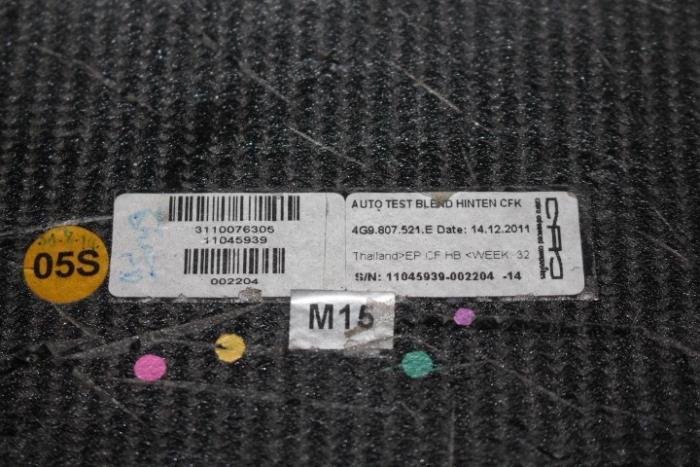 05S
3110076305
11045939
002204
AUTO TEST BLEND HINTEN CFK
4G9.807.521.E Date: 14.12.2011
Thailand>EP CF HB <WEEK 32
S/N: 11045939-002204 -14
M15